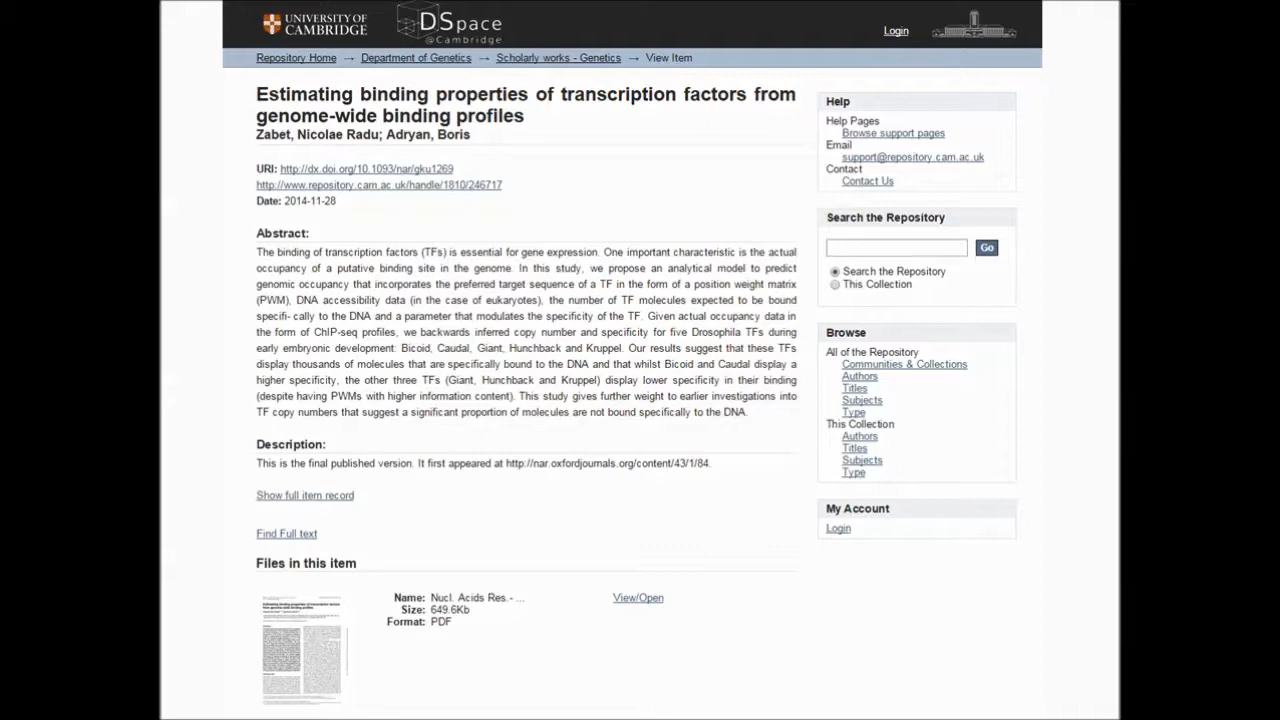 UNIVERSITY OF
CAMBRIDGE
DSpace
@Cambridge
Login
Repository Home → Department of Genetics → Scholarly works - Genetics → View Item
Estimating binding properties of transcription factors from
genome-wide binding profiles
Zabet, Nicolae Radu; Adryan, Boris
URI: http://dx.doi.org/10.1093/nar/gku1269
http://www.repository.cam.ac.uk/handle/1810/246717
Date: 2014-11-28
Abstract:
The binding of transcription factors (TFs) is essential for gene expression. One important characteristic is the actual
occupancy of a putative binding site in the genome. In this study, we propose an analytical model to predict
genomic occupancy that incorporates the preferred target sequence of a TF in the form of a position weight matrix
(PWM), DNA accessibility data (in the case of eukaryotes), the number of TF molecules expected to be bound
specifi- cally to the DNA and a parameter that modulates the specificity of the TF. Given actual occupancy data in
the form of ChIP-seq profiles, we backwards inferred copy number and specificity for five Drosophila TFs during
early embryonic development: Bicoid, Caudal, Giant, Hunchback and Kruppel. Our results suggest that these TFs
display thousands of molecules that are specifically bound to the DNA and that whilst Bicoid and Caudal display a
higher specificity, the other three TFs (Giant, Hunchback and Kruppel) display lower specificity in their binding
(despite having PWMs with higher information content). This study gives further weight to earlier investigations into
TF copy numbers that suggest a significant proportion of molecules are not bound specifically to the DNA.
Description:
This is the final published version. It first appeared at http://nar.oxfordjournals.org/content/43/1/84.
Show full item record
Find Full text
Files in this item
Name: Nucl. Acids Res.- ...
Size: 649.6Kb
Format: PDF
View/Open
Help
Help Pages
Browse support pages
Email
support@repository.cam.ac.uk
Contact
Contact Us
Search the Repository
Go
Search the Repository
This Collection
Browse
All of the Repository
Communities & Collections
Authors
Titles
Subjects
Type
This Collection
Authors
Titles
Subjects
Type
My Account
Login